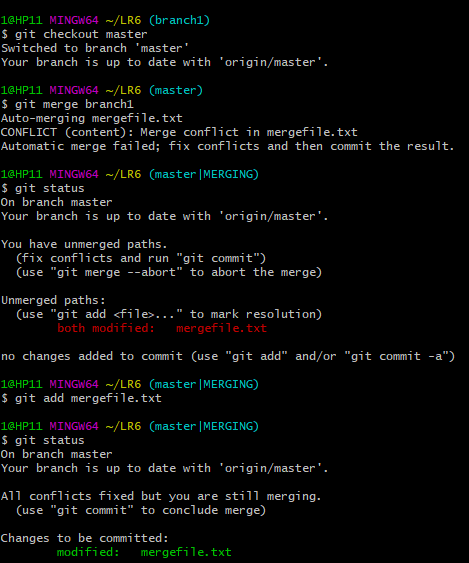 1@HP11 MINGW64 ~/LR6 (branch1)
$ git checkout master
Switched to branch 'master'
Your branch is up to date with 'origin/master'.
1@HP11 MINGW64 ~/LR6 (master)
$ git merge branch1
Auto-merging mergefile.txt
CONFLICT (content): Merge conflict in mergefile.txt
Automatic merge failed; fix conflicts and then commit the result.
1@HP11 MINGW64 ~/LR6 (master|MERGING)
$ git status
On branch master
Your branch is up to date with 'origin/master'.
You have unmerged paths.
  (fix conflicts and run "git commit")
  (use "git merge --abort" to abort the merge)
Unmerged paths:
  (use "git add <file>..." to mark resolution)
        both modified:   mergefile.txt
no changes added to commit (use "git add" and/or "git commit -a")
1@HP11 MINGW64 ~/LR6 (master|MERGING)
$ git add mergefile.txt
1@HP11 MINGW64 ~/LR6 (master|MERGING)
$ git status
On branch master
Your branch is up to date with 'origin/master'.
All conflicts fixed but you are still merging.
  (use "git commit" to conclude merge)
Changes to be committed:
        modified:   mergefile.txt